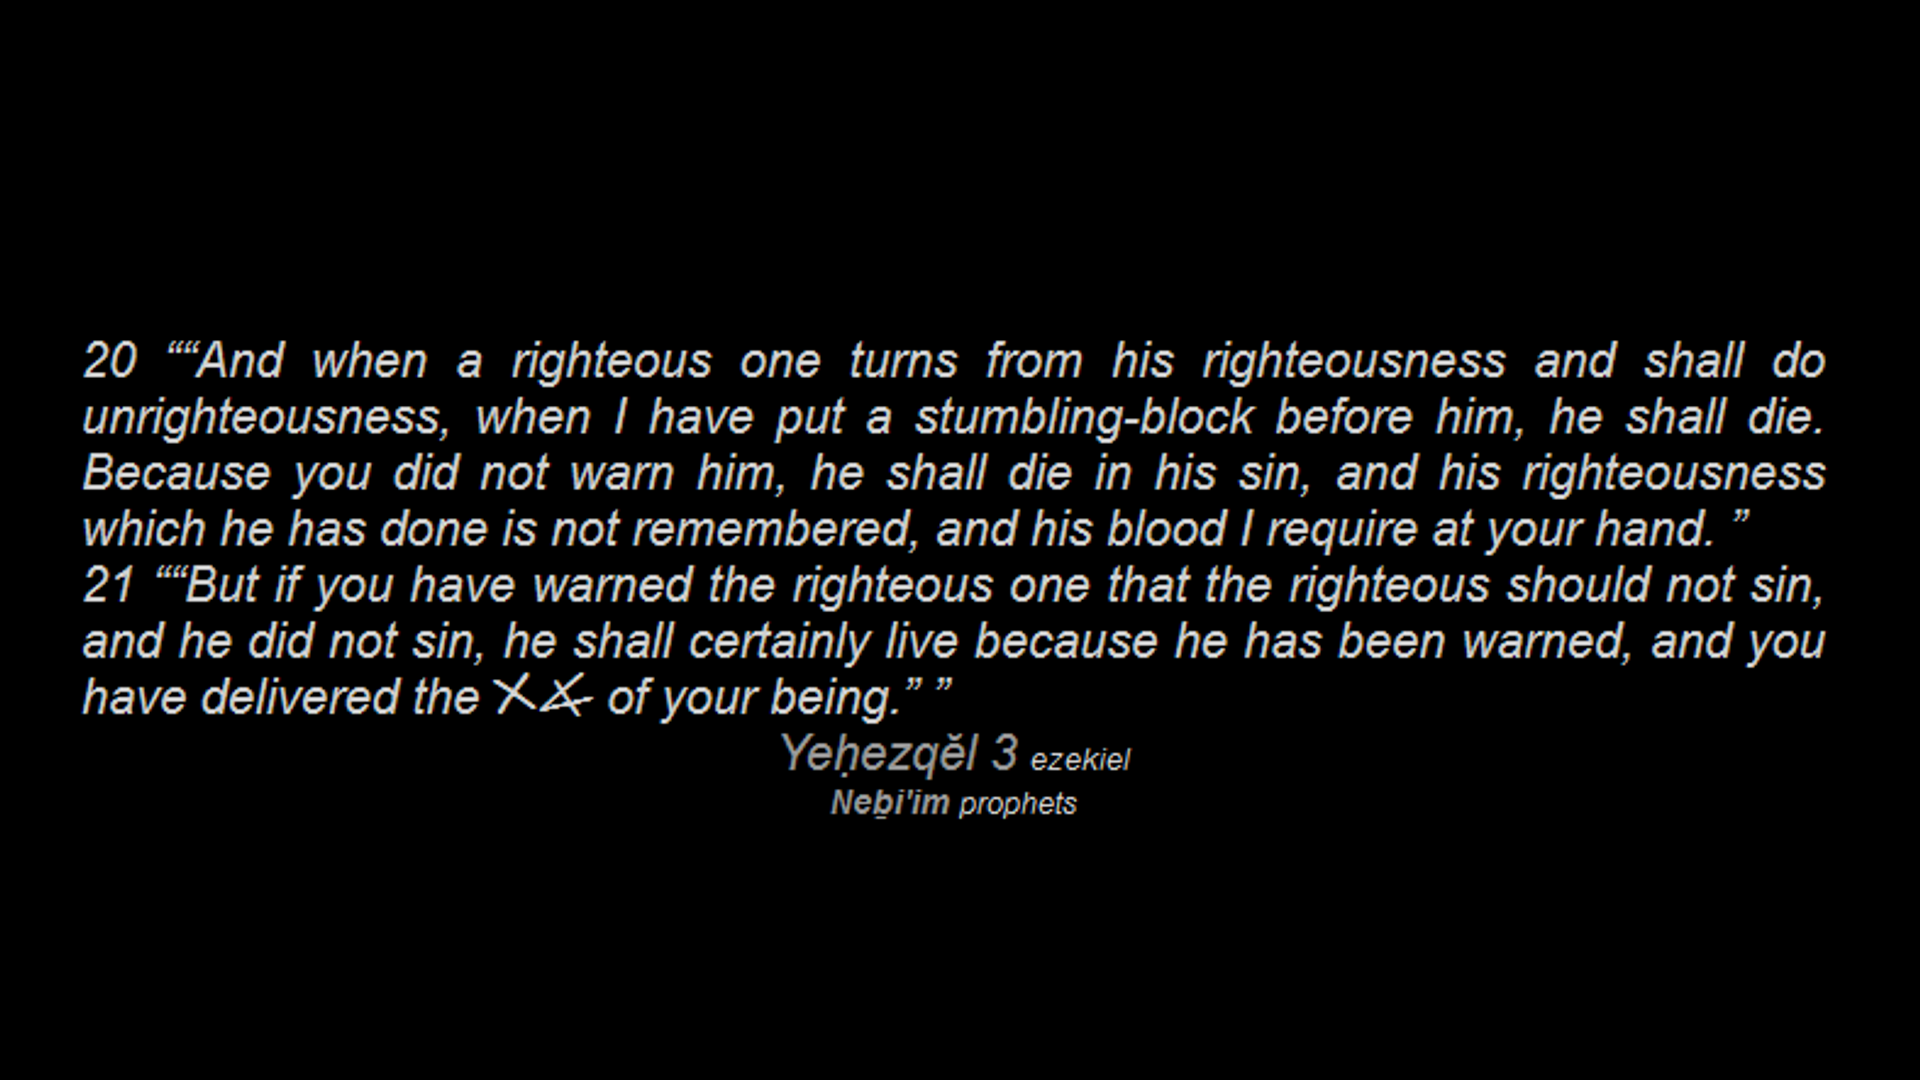 20 ““And when a righteous one turns from his righteousness and shall do
unrighteousness, when I have put a stumbling-block before him, he shall die.
Because you did not warn him, he shall die in his sin, and his righteousness
which he has done is not remembered, and his blood I require at your hand. ”
21 ““But if you have warned the righteous one that the righteous should not sin,
and he did not sin, he shall certainly live because he has been warned, and you
have delivered the 𐤕𐤀 of your being.” ”
Yeḥezqĕl 3 ezekiel
Neḇi'im prophets